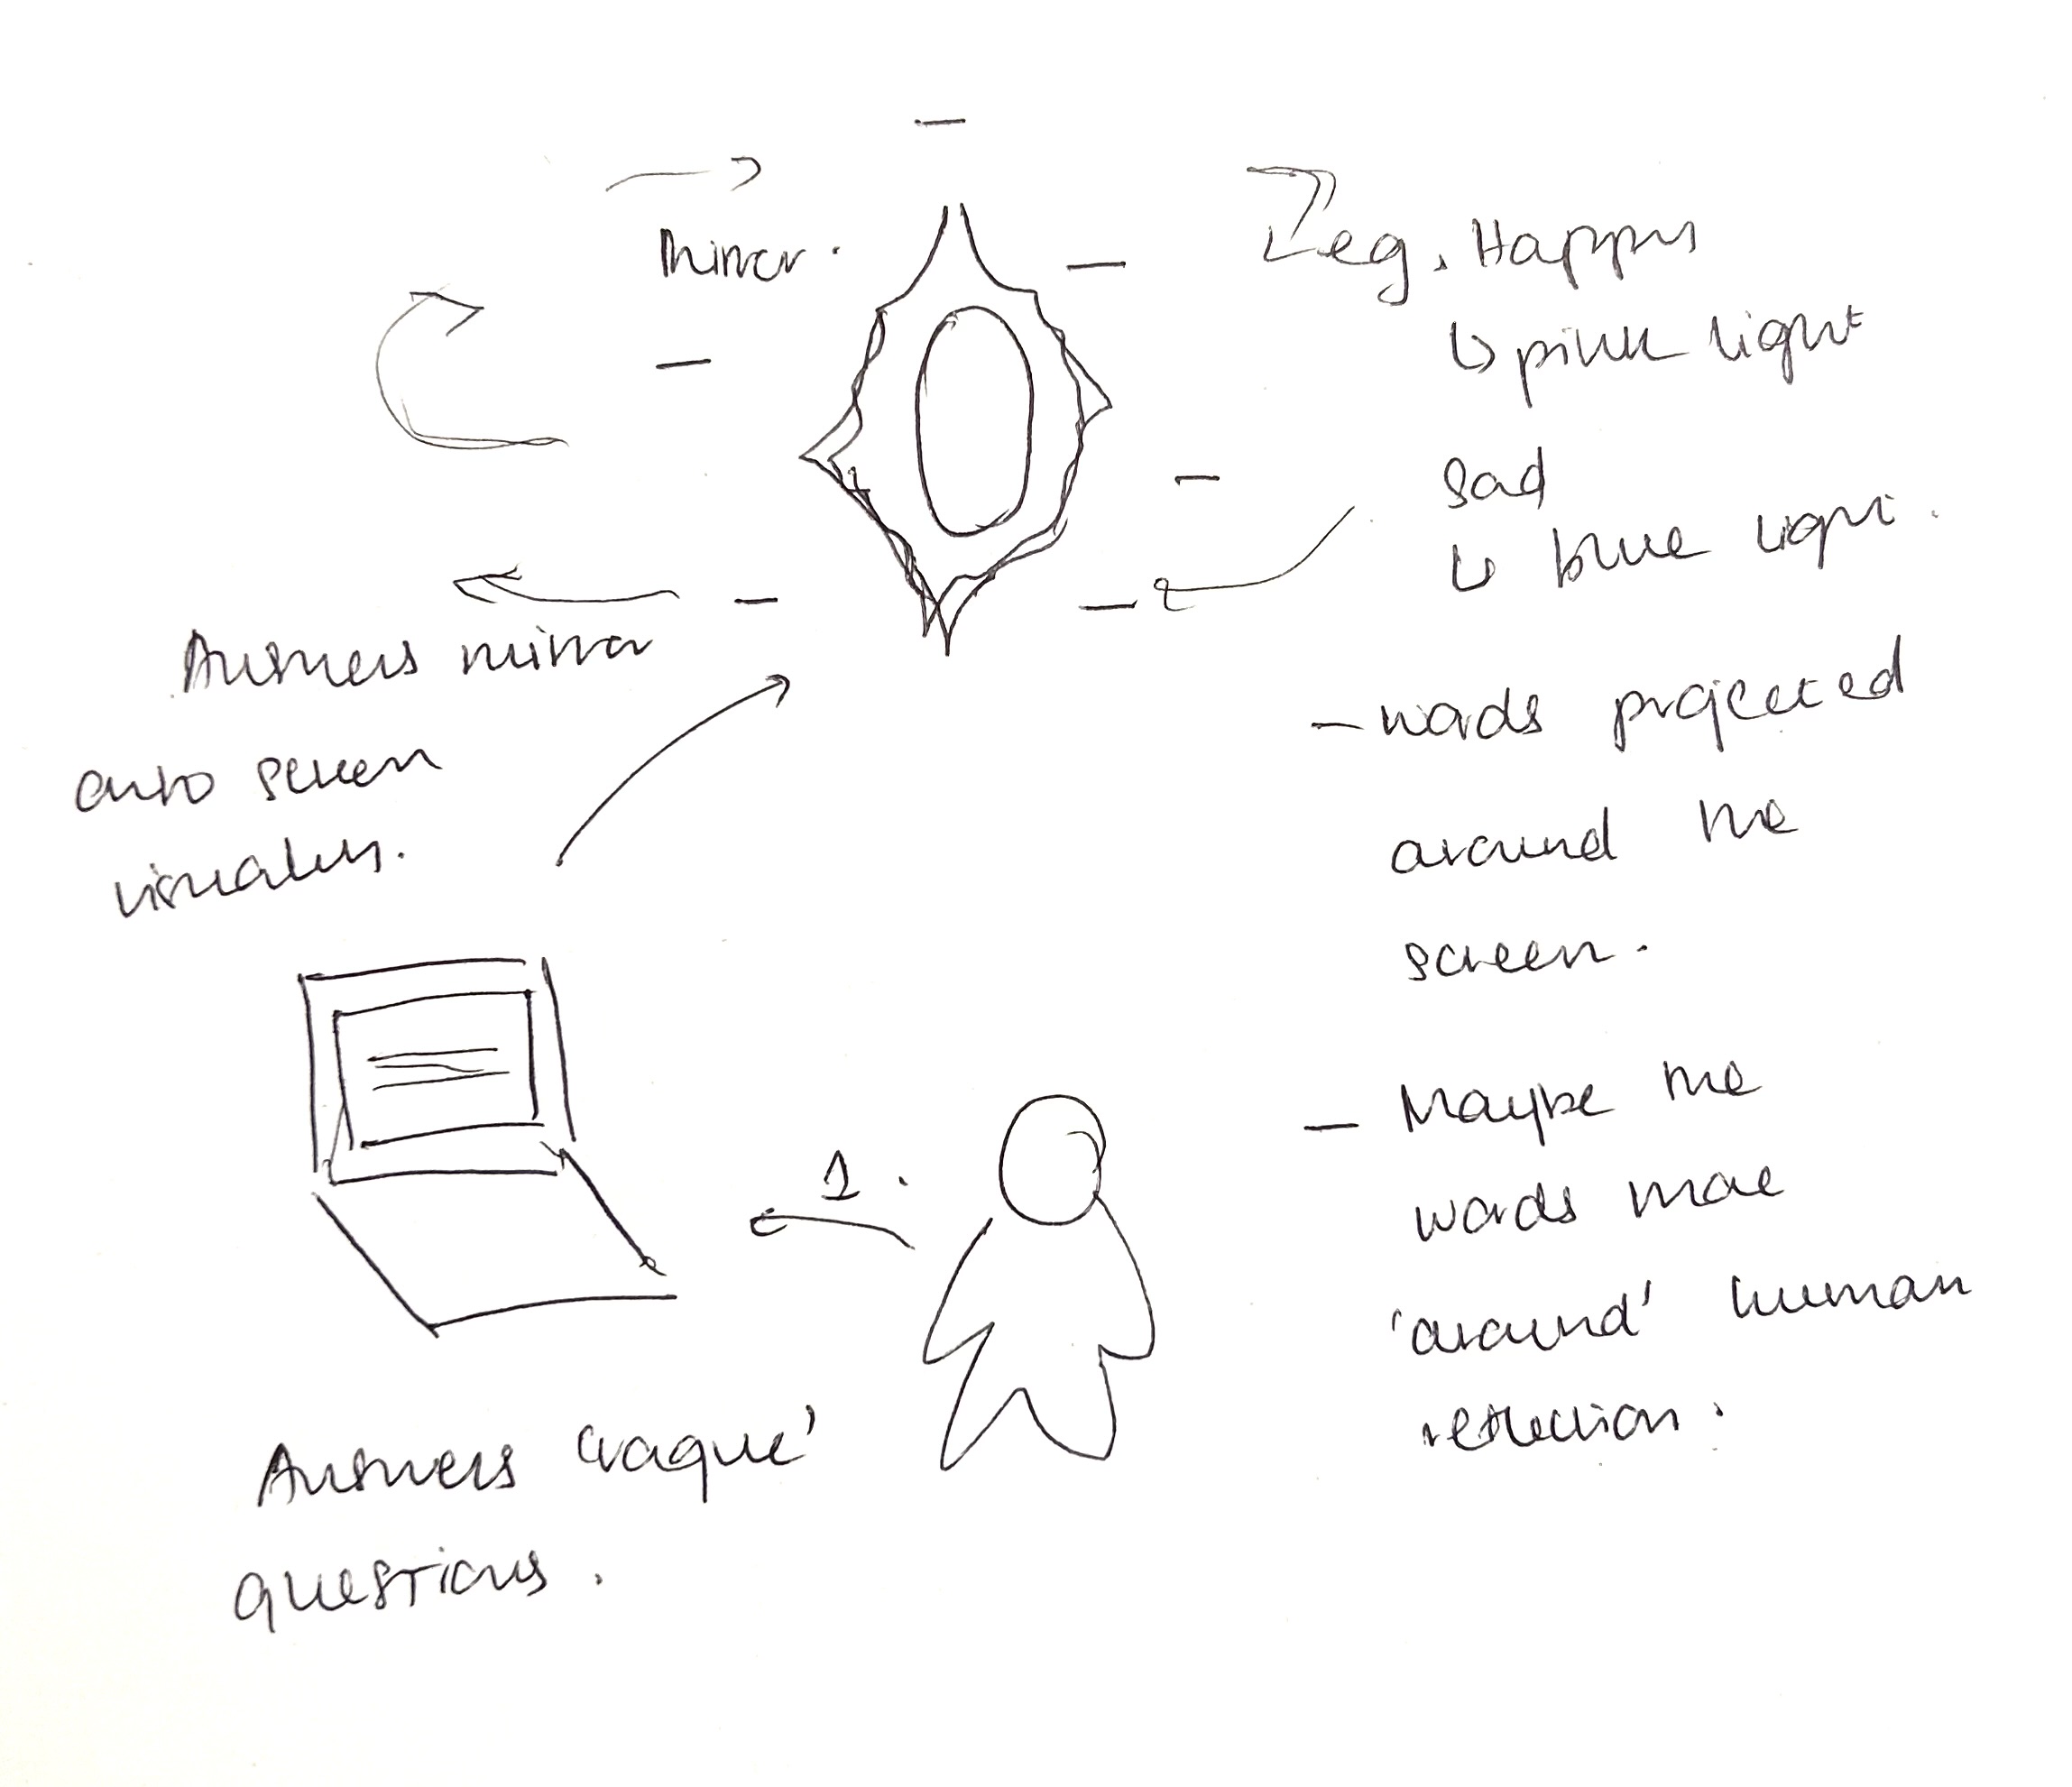 Mirror.
eg. Happy
↳ pink light
Sad
↳ blue light.
Answers mirror
onto screen
visuales.
- words projected
around the
screen.
- Maybe the
words move
'around' human
reflection.
1.
Answers 'vague'
questions.